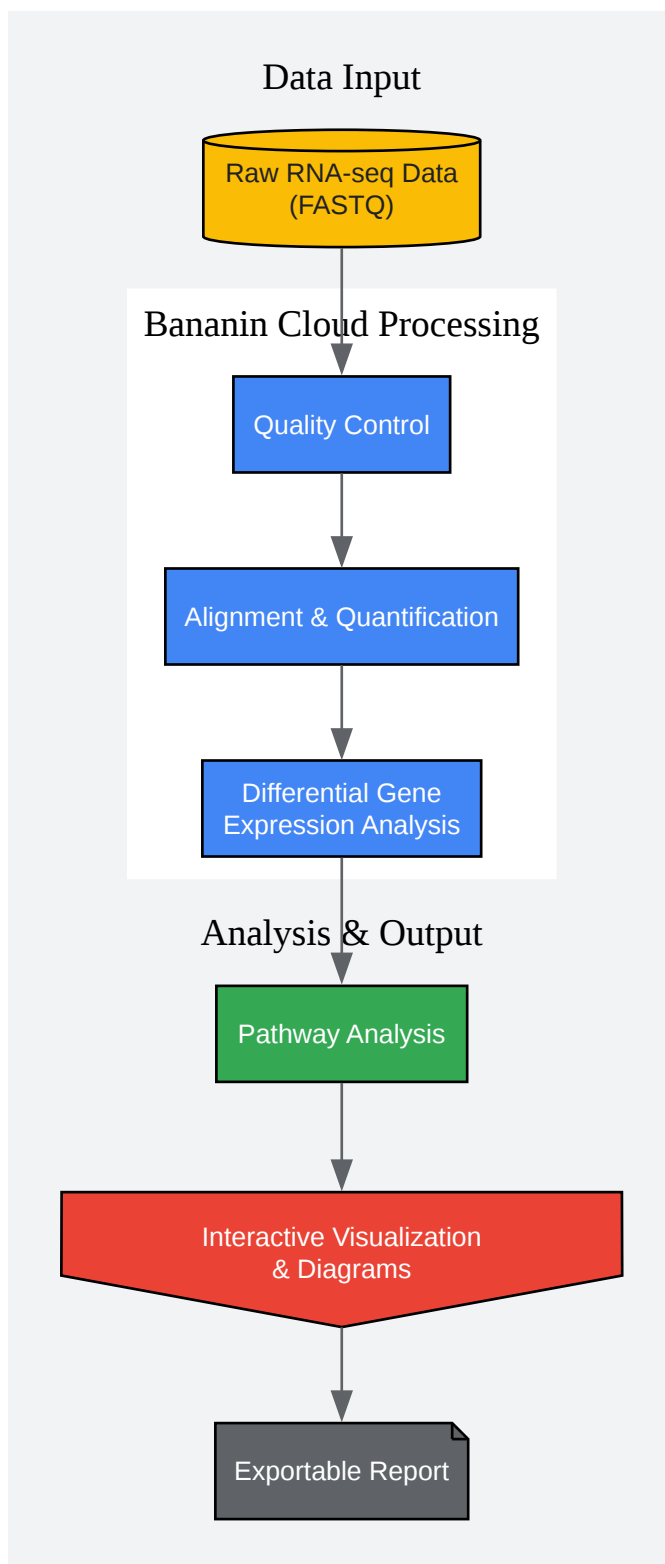 Data Input
Raw RNA-seq Data
(FASTQ)
Bananin Cloud Processing
Quality Control
Alignment & Quantification
Differential Gene
Expression Analysis
Analysis & Output
Pathway Analysis
Interactive Visualization
& Diagrams
Exportable Report